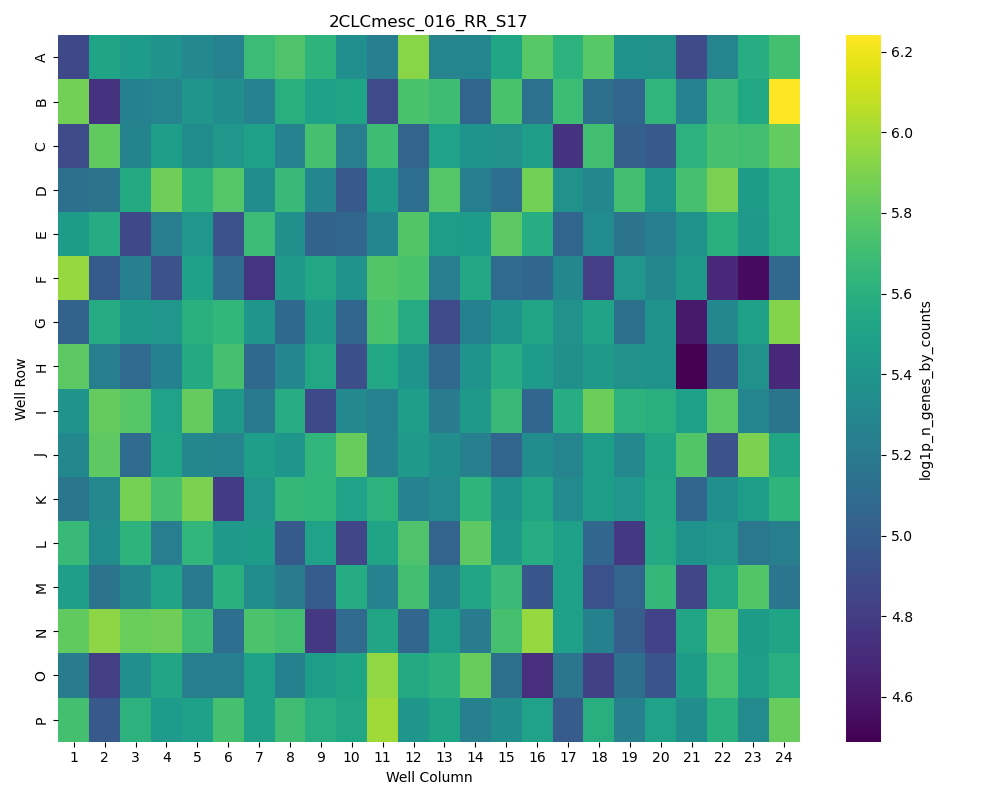 2CLCmesc_016_RR_S17
A
B
C
D
E
F
G
H
I
J
K
L
M
N
O
P
Well Row
1 2 3 4 5 6 7 8 9 10 11 12 13 14 15 16 17 18 19 20 21 22 23 24
Well Column
6.2
6.0
5.8
5.6
5.4
5.2
5.0
4.8
4.6
log1p_n_genes_by_counts